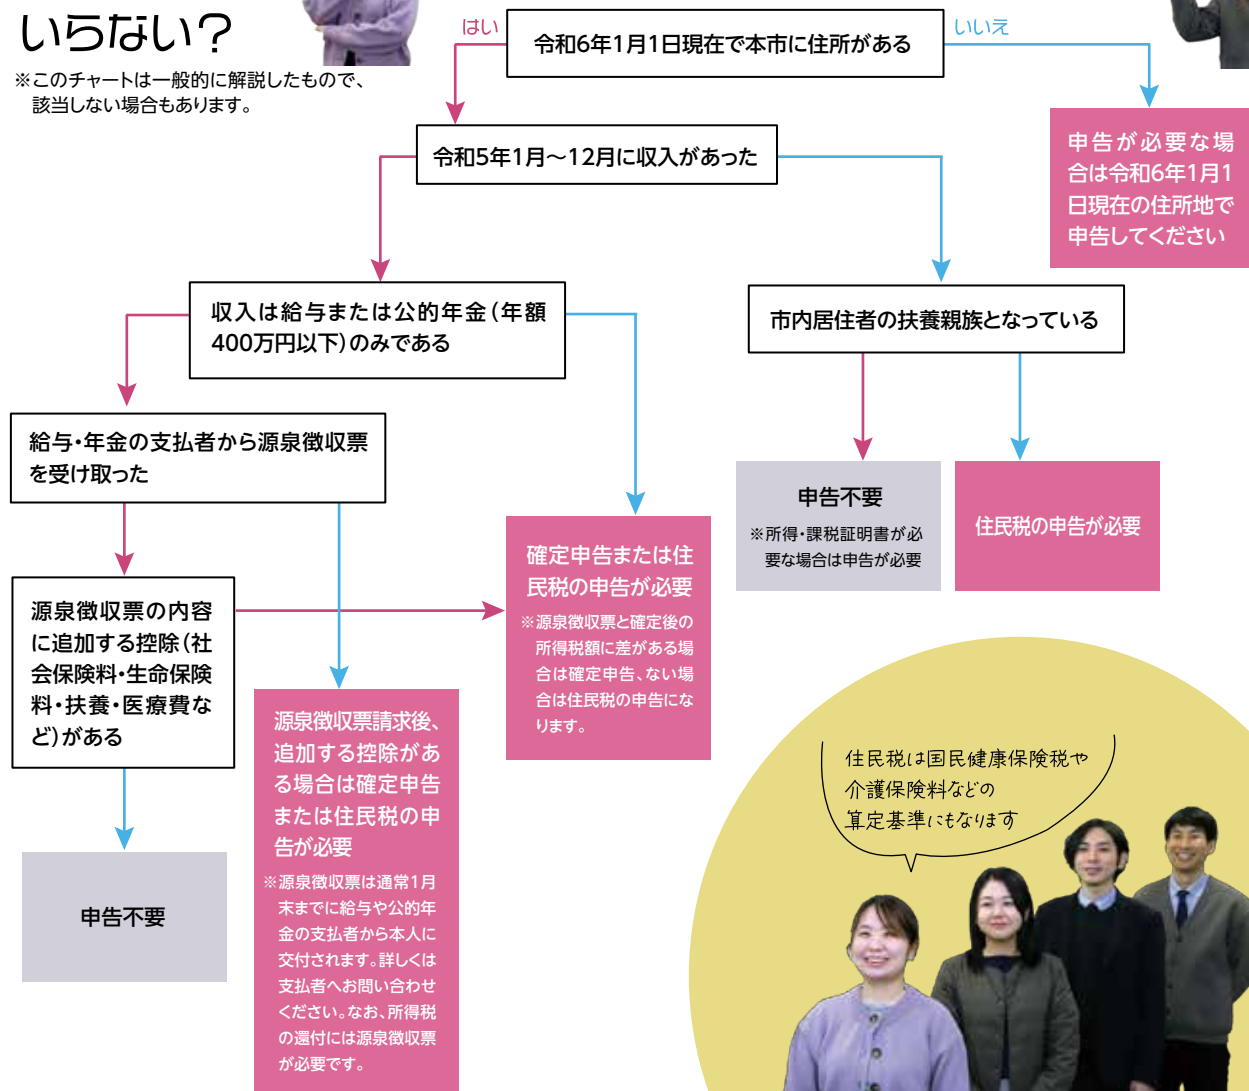 いらない?
※このチャートは一般的に解説したもので、
該当しない場合もあります。
はい
令和6年1月1日現在で本市に住所がある
いいえ
申告が必要な場
合は令和6年1月1
日現在の住所地で
申告してください
令和5年1月～12月に収入があった
収入は給与または公的年金（年額
400万円以下）のみである
市内居住者の扶養親族となっている
給与・年金の支払者から源泉徴収票
を受け取った
申告不要
※所得・課税証明書が必
要な場合は申告が必要
住民税の申告が必要
確定申告または住
民税の申告が必要
※源泉徴収票と確定後の
所得税額に差がある場
合は確定申告、ない場
合は住民税の申告にな
ります。
源泉徴収票の内容
に追加する控除（社
会保険料・生命保険
料・扶養・医療費な
ど）がある
源泉徴収票請求後、
追加する控除があ
る場合は確定申告
または住民税の申
告が必要
※源泉徴収票は通常1月
末までに給与や公的年
金の支払者から本人に
交付されます。詳しくは
支払者へお問い合わせ
ください。なお、所得税
の還付には源泉徴収票
が必要です。
申告不要
住民税は国民健康保険税や
介護保険料などの
算定基準にもなります